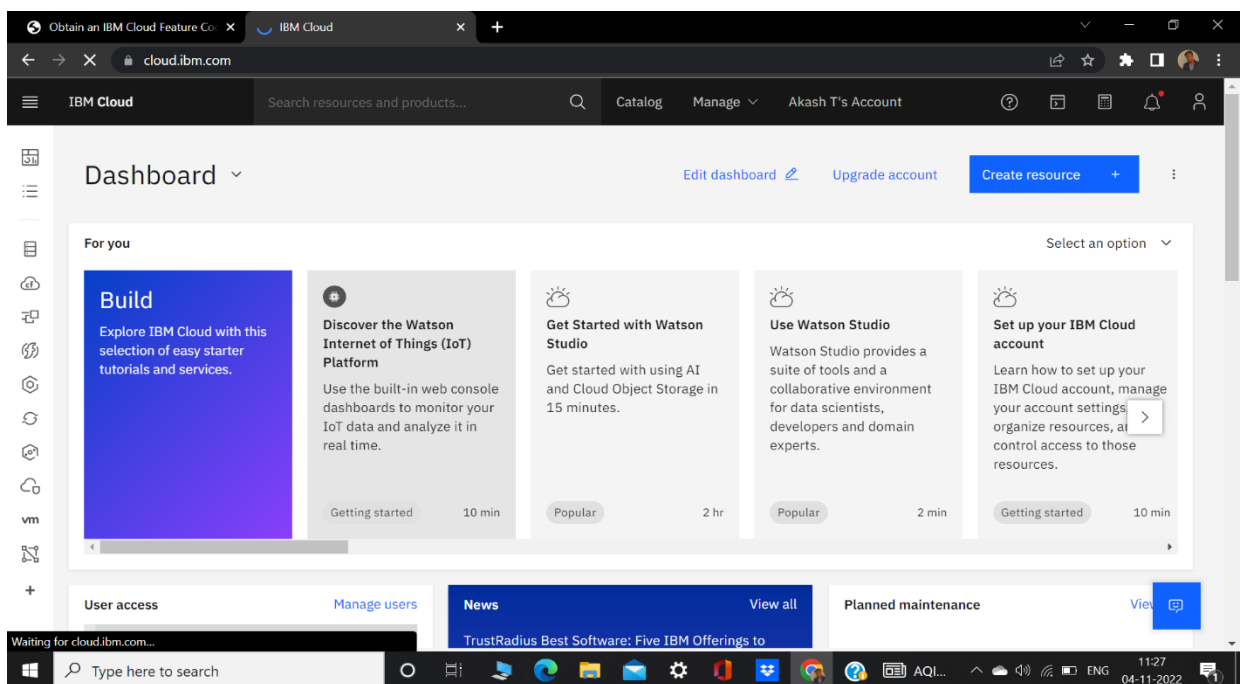 Obtain an IBM Cloud Feature Co
IBM Cloud
cloud.ibm.com
IBM Cloud
Search resources and products...
Catalog
Manage
Akash T's Account
Dashboard
Edit dashboard
Upgrade account
Create resource +
For you
Select an option
Build
Explore IBM Cloud with this
selection of easy starter
tutorials and services.
Discover the Watson
Internet of Things (IoT)
Platform
Use the built-in web console
dashboards to monitor your
IoT data and analyze it in
real time.
Getting started 10 min
Get Started with Watson
Studio
Get started with using AI
and Cloud Object Storage in
15 minutes.
Popular 2 hr
Use Watson Studio
Watson Studio provides a
suite of tools and a
collaborative environment
for data scientists,
developers and domain
experts.
Popular 2 min
Set up your IBM Cloud
account
Learn how to set up your
IBM Cloud account, manage
your account settings
organize resources, a
control access to those
resources.
Getting started 10 min
vm
User access
Manage users
News
View all
TrustRadius Best Software: Five IBM Offerings to
Planned maintenance
Vie
Waiting for cloud.ibm.com...
Type here to search
AQI...
ENG
11:27
04-11-2022